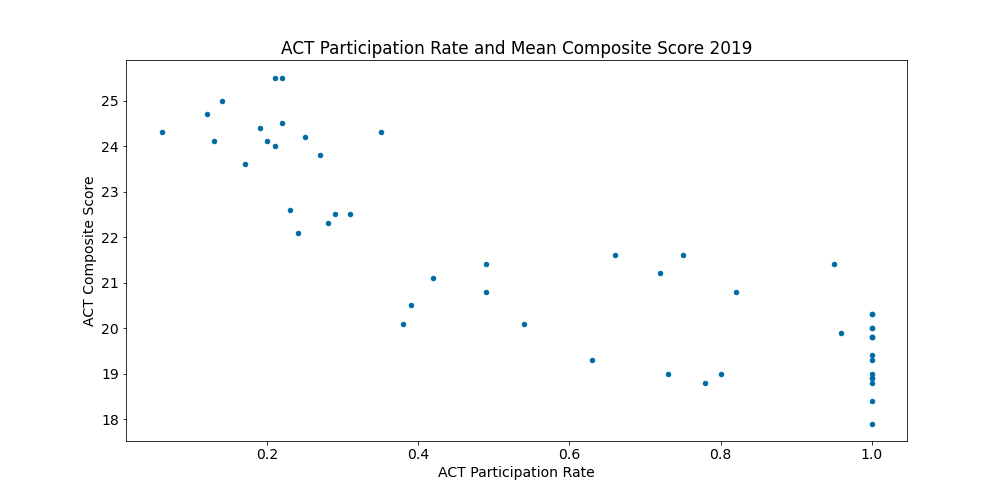 ACT Participation Rate and Mean Composite Score 2019
25
24
23
22
21
20
19
18
ACT Composite Score
0.2 0.4 0.6 0.8 1.0
ACT Participation Rate